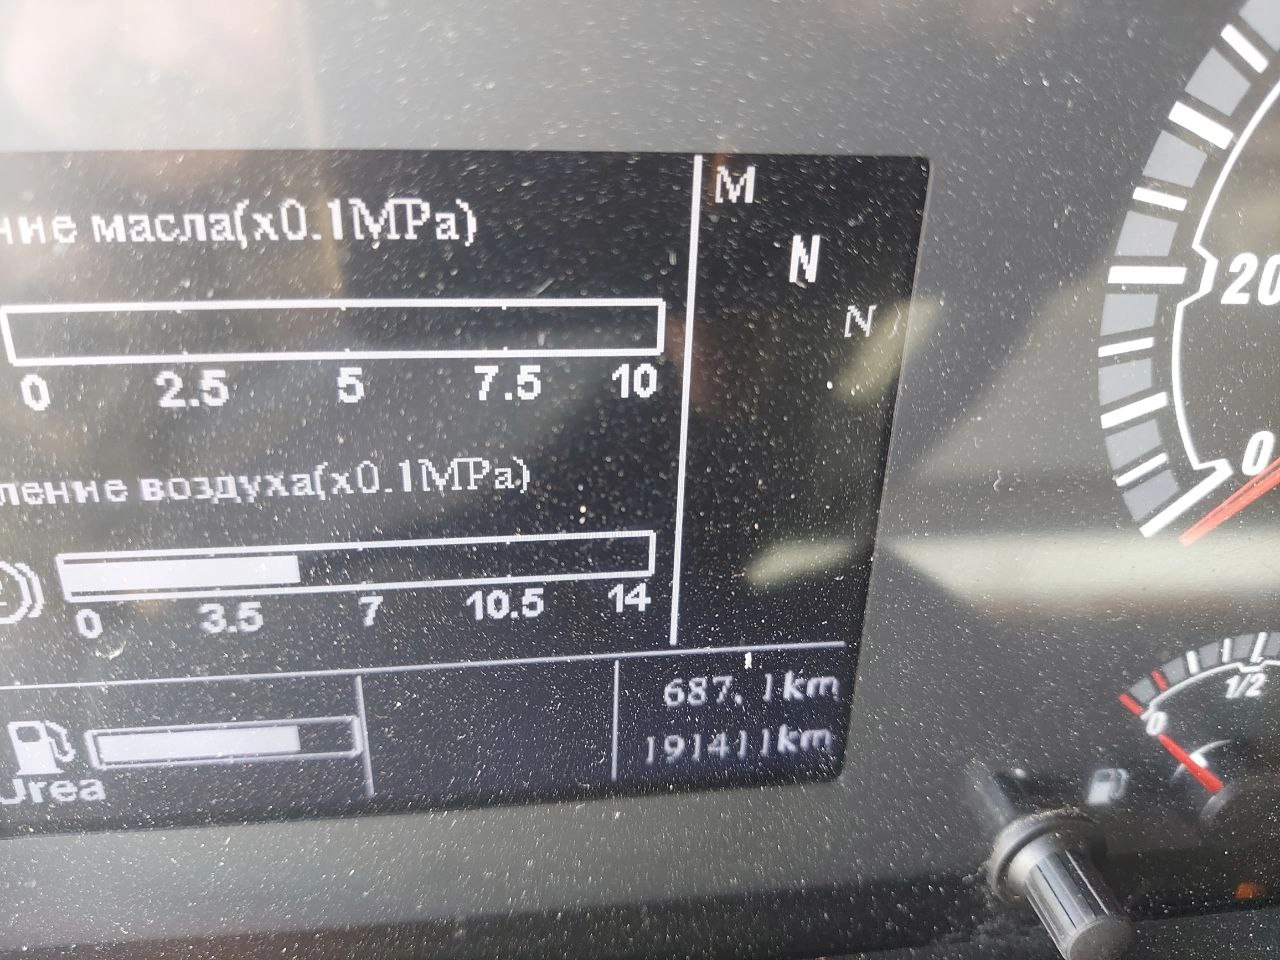 ние масла(x0.1MPa)
0 2.5 5 7.5 10
ление воздуха(x0.1MPa)
0 3.5 7 10.5 14
M
N
N
687.1km
191411km
Urea
20
0
0 1/2